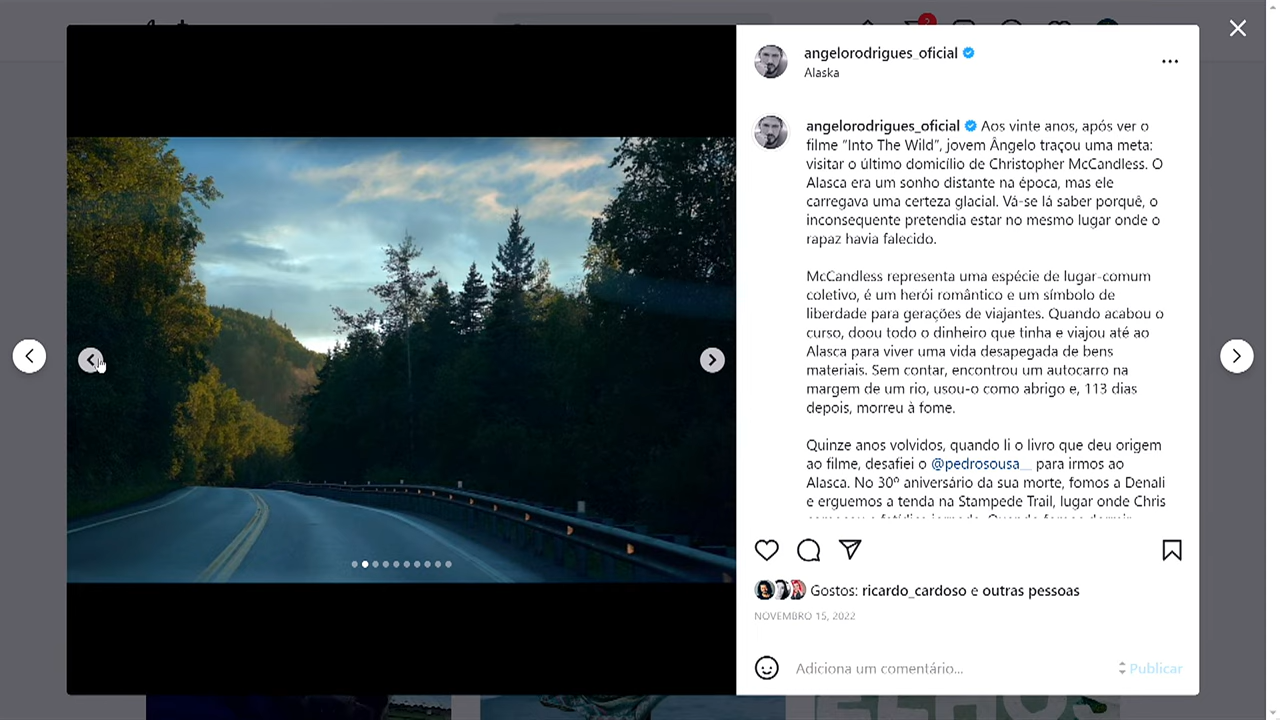 2
angelorodrigues_oficial
Alaska
angelorodrigues_oficial Aos vinte anos, após ver o
filme "Into The Wild", jovem Ângelo traçou uma meta:
visitar o último domicílio de Christopher McCandless. O
Alasca era um sonho distante na época, mas ele
carregava uma certeza glacial. Vá-se lá saber porquê, o
inconsequente pretendia estar no mesmo lugar onde o
rapaz havia falecido.
McCandless representa uma espécie de lugar-comum
coletivo, é um herói romântico e um símbolo de
liberdade para gerações de viajantes. Quando acabou o
curso, doou todo o dinheiro que tinha e viajou até ao
Alasca para viver uma vida desapegada de bens
materiais. Sem contar, encontrou um autocarro na
margem de um rio, usou-o como abrigo e, 113 dias
depois, morreu à fome.
Quinze anos volvidos, quando li o livro que deu origem
ao filme, desafiei o @pedrosousa__ para irmos ao
Alasca. No 30º aniversário da sua morte, fomos a Denali
e erguemos a tenda na Stampede Trail, lugar onde Chris
Gostos: ricardo_cardoso e outras pessoas
NOVEMBRO 15, 2022
Adiciona um comentário...
Publicar